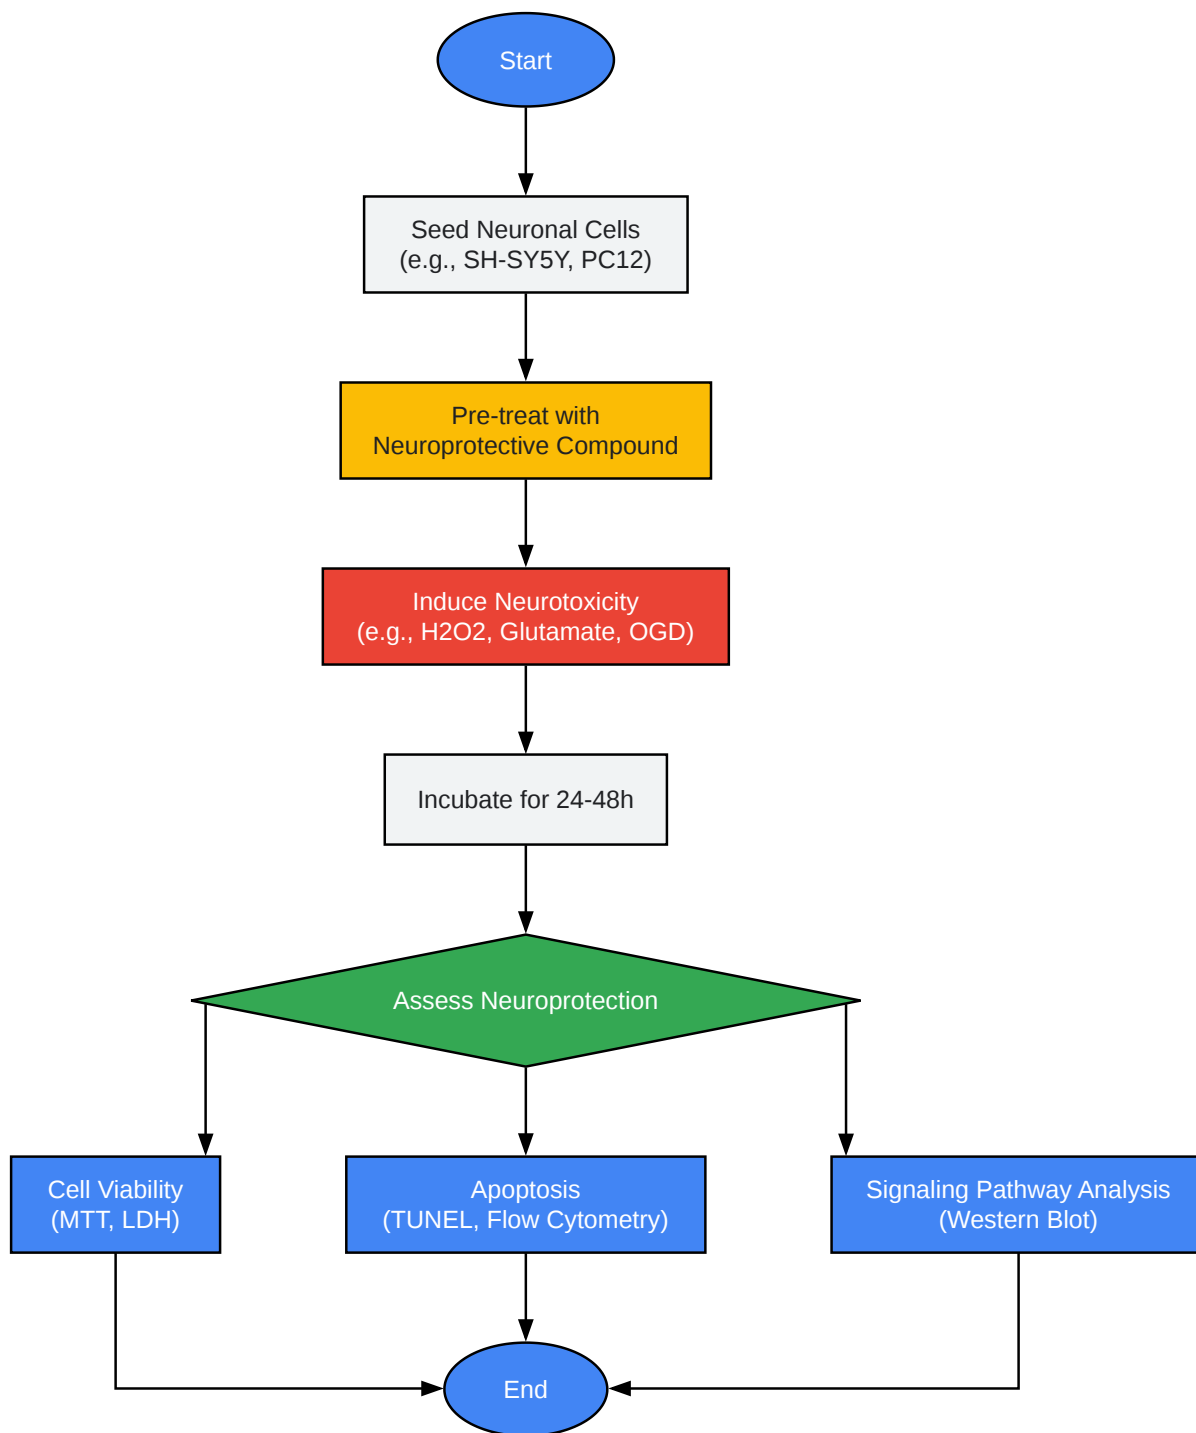 Start
Seed Neuronal Cells
(e.g., SH-SY5Y, PC12)
Pre-treat with
Neuroprotective Compound
Induce Neurotoxicity
(e.g., H2O2, Glutamate, OGD)
Incubate for 24-48h
Assess Neuroprotection
Cell Viability
(MTT, LDH)
Apoptosis
(TUNEL, Flow Cytometry)
Signaling Pathway Analysis
(Western Blot)
End